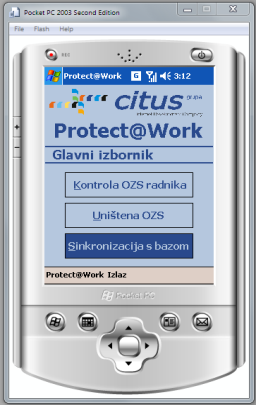 Pocket PC 2003 Second Edition
File Flash Help
Protect@Work G 3:12
citus grupa
Protect@Work
Glavni izbornik
Kontrola OZS radnika
Uništena OZS
Sinkronizacija s bazom
Protect@Work Izlaz
Pocket PC